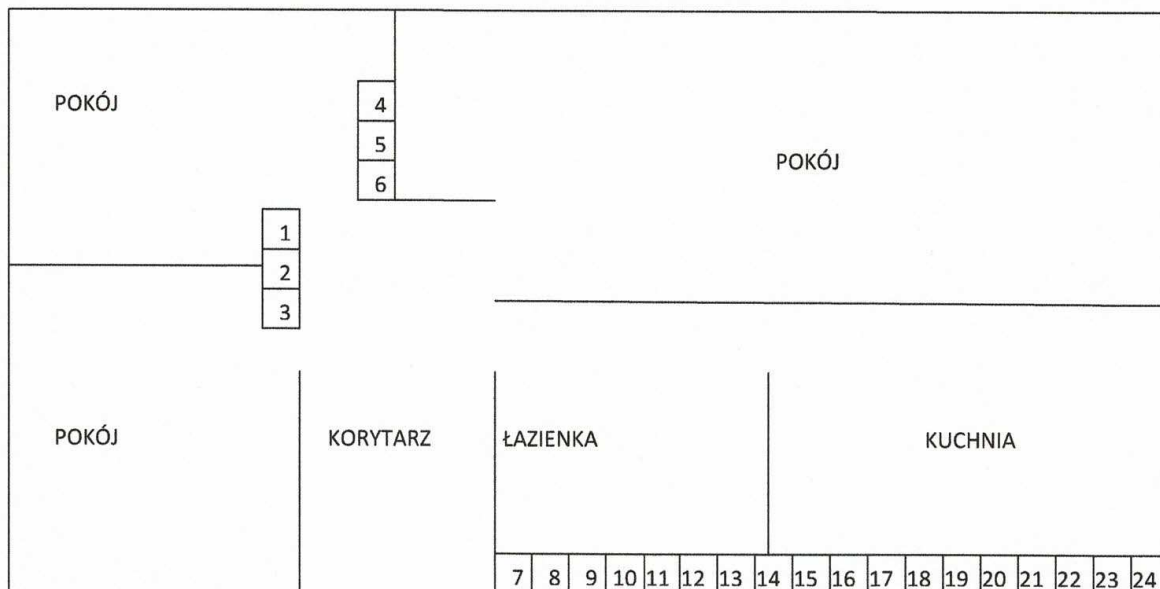 POKÓJ
4
5
6
POKÓJ
1
2
3
POKÓJ
KORYTARZ
ŁAZIENKA
KUCHNIA
7 8 9 10 11 12 13 14 15 16 17 18 19 20 21 22 23 24